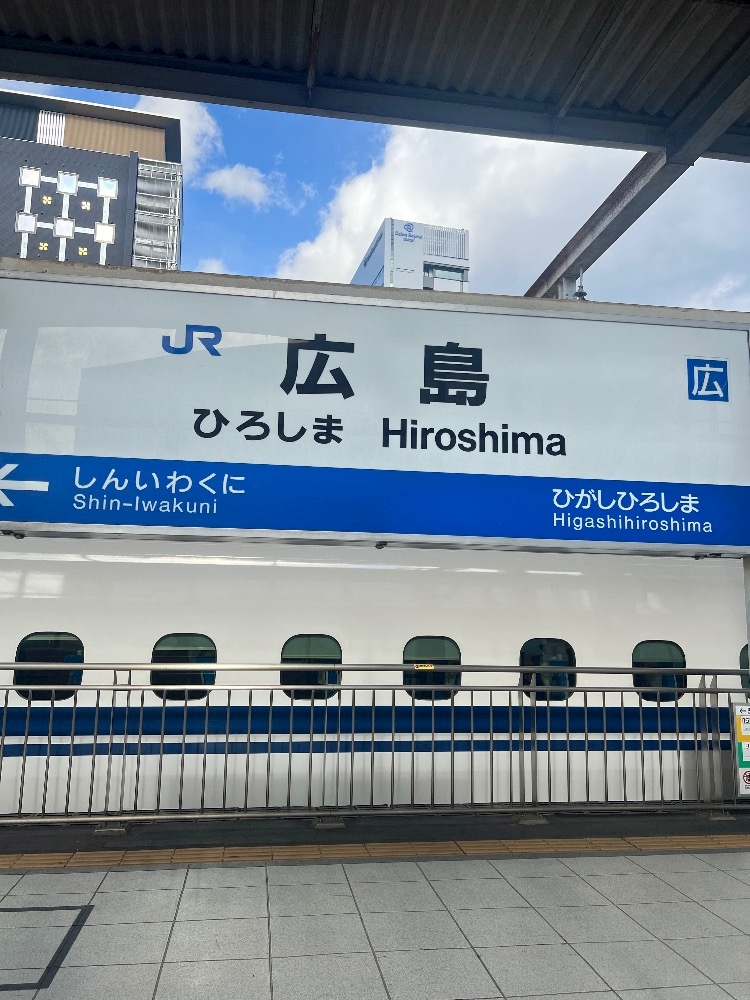 JR 広島
広
ひろしま Hiroshima
しんいわくに
Shin-Iwakuni
ひがしひろしま
Higashihiroshima